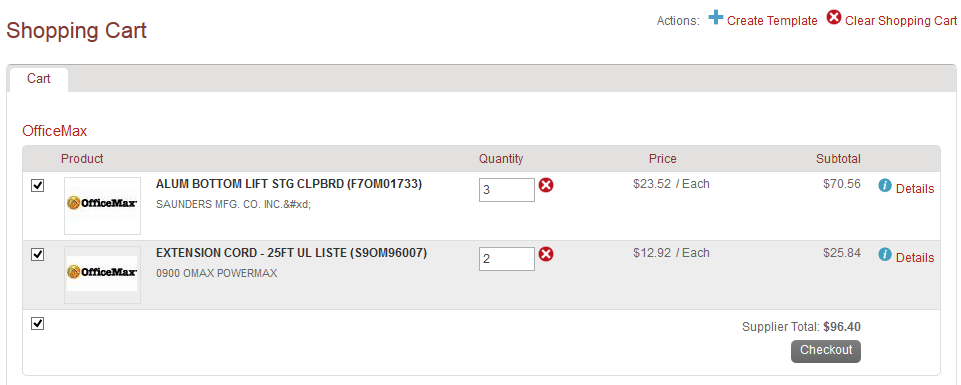 Shopping Cart
Actions: Create Template Clear Shopping Cart
Cart
OfficeMax
Product Quantity Price Subtotal
OfficeMax ALUM BOTTOM LIFT STG CLPBRD (F7OM01733) 3 $23.52 / Each $70.56 Details
SAUNDERS MFG. CO. INC.&#xd;
OfficeMax EXTENSION CORD - 25FT UL LISTE (S9OM96007) 2 $12.92 / Each $25.84 Details
0900 OMAX POWERMAX
Supplier Total: $96.40
Checkout